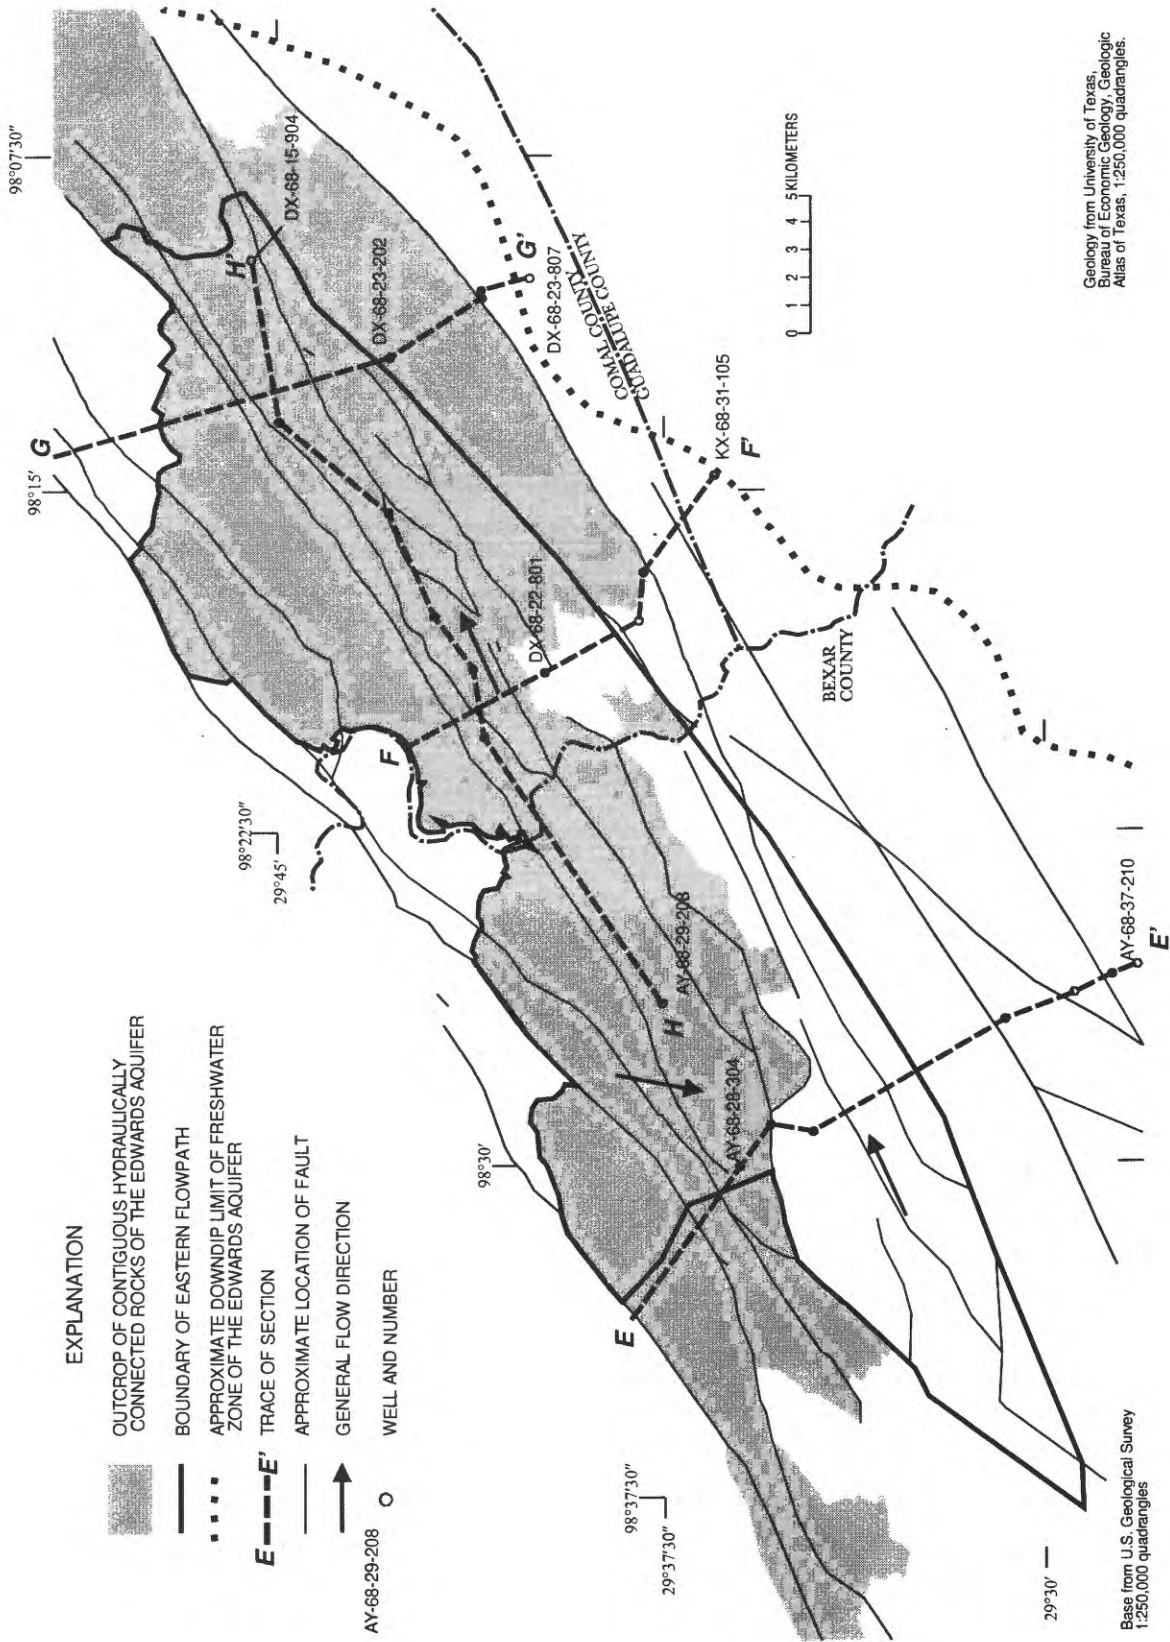 EXPLANATION
OUTCROP OF CONTIGUOUS HYDRAULICALLY
CONNECTED ROCKS OF THE EDWARDS AQUIFER
BOUNDARY OF EASTERN FLOWPATH
APPROXIMATE DOWNDIP LIMIT OF FRESHWATER
ZONE OF THE EDWARDS AQUIFER
E E' TRACE OF SECTION
APPROXIMATE LOCATION OF FAULT
GENERAL FLOW DIRECTION
AY-68-29-208 WELL AND NUMBER
98°37'30"
29°37'30"
98°30'
98°22'30"
29°45'
98°15'
98°07'30"
29°30'
G
H'
DX-68-15-904
DX-68-23-202
G'
DX-68-23-807
F
DX-68-22-801
COMAL COUNTY
GUADALUPE COUNTY
KX-68-31-105
F'
BEXAR
COUNTY
H
AY-68-29-208
AY-68-28-304
E
AY-68-37-210
E'
0 1 2 3 4 5 KILOMETERS
Base from U.S. Geological Survey
1:250,000 quadrangles
Geology from University of Texas,
Bureau of Economic Geology, Geologic
Atlas of Texas, 1:250,000 quadrangles.